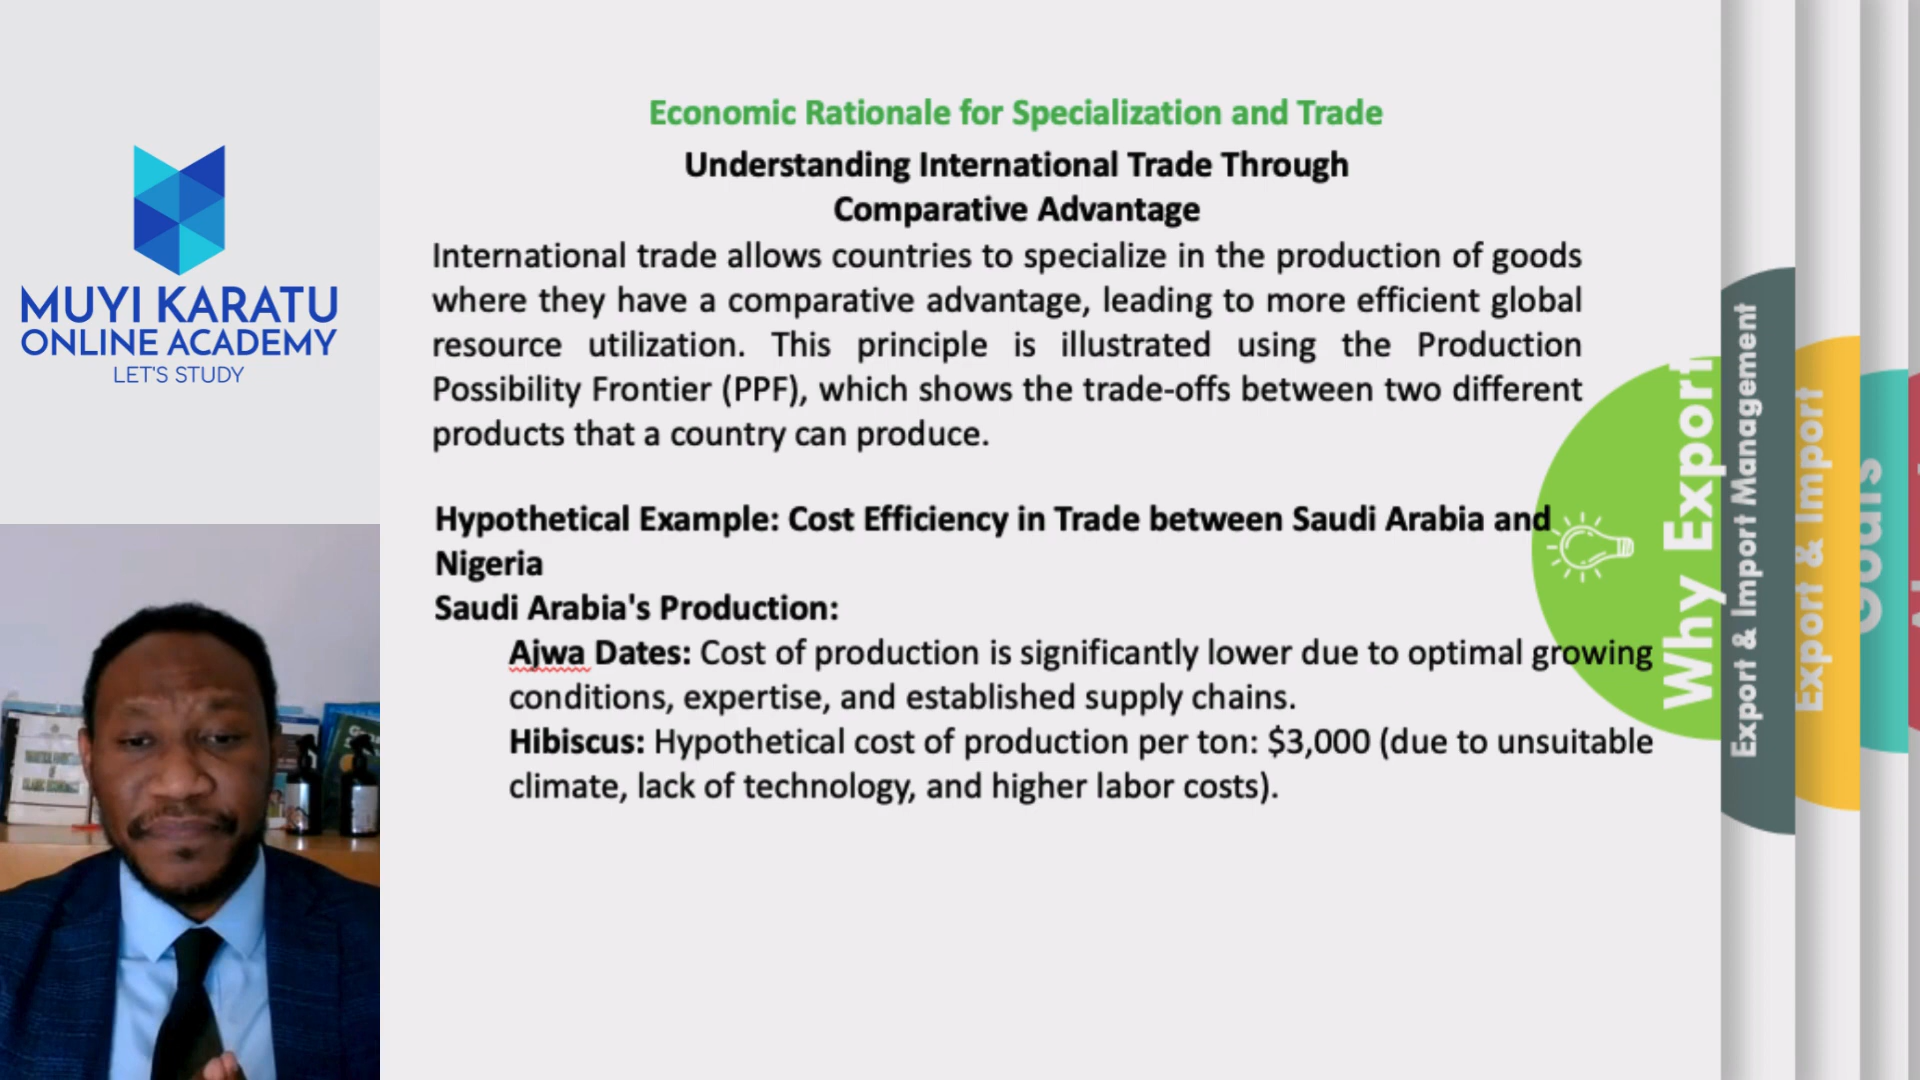 MUYI KARATU
ONLINE ACADEMY
LET'S STUDY
Economic Rationale for Specialization and Trade
Understanding International Trade Through
Comparative Advantage
International trade allows countries to specialize in the production of goods
where they have a comparative advantage, leading to more efficient global
resource utilization. This principle is illustrated using the Production
Possibility Frontier (PPF), which shows the trade-offs between two different
products that a country can produce.
Hypothetical Example: Cost Efficiency in Trade between Saudi Arabia and
Nigeria
Saudi Arabia's Production:
Ajwa Dates: Cost of production is significantly lower due to optimal growing
conditions, expertise, and established supply chains.
Hibiscus: Hypothetical cost of production per ton: $3,000 (due to unsuitable
climate, lack of technology, and higher labor costs).
Why Export
Export & Import Management
Export & Import
Goals